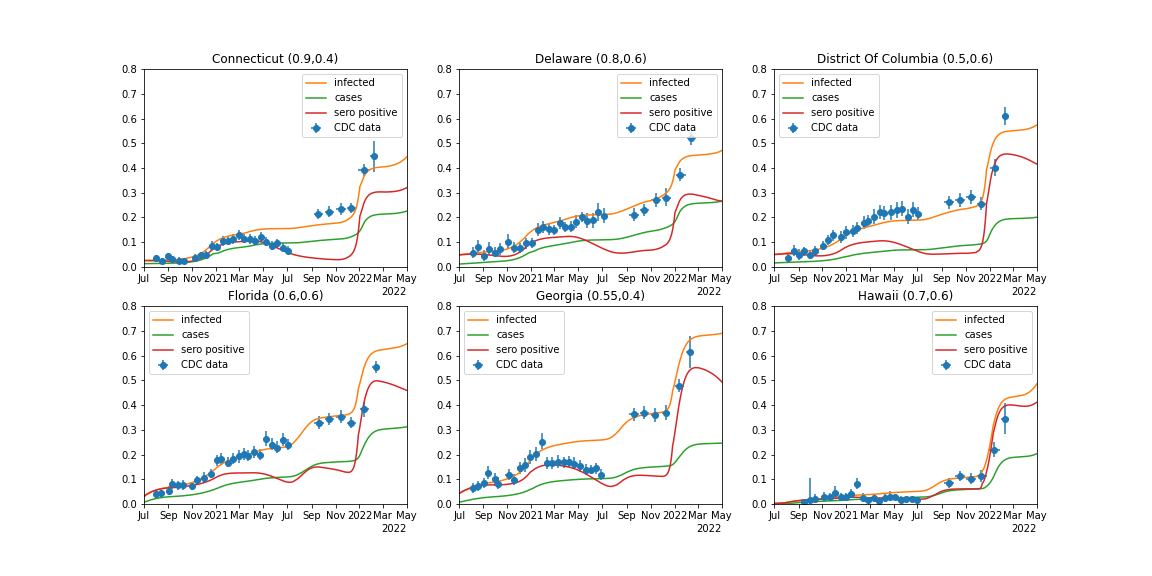 Connecticut (0.9,0.4)
Delaware (0.8,0.6)
District Of Columbia (0.5,0.6)
0.8
0.7
0.6
0.5
0.4
0.3
0.2
0.1
0.0
infected
cases
sero positive
CDC data
Jul Sep Nov 2021 Mar May Jul Sep Nov 2022 Mar May
2022
0.8
0.7
0.6
0.5
0.4
0.3
0.2
0.1
0.0
infected
cases
sero positive
CDC data
Jul Sep Nov 2021 Mar May Jul Sep Nov 2022 Mar May
2022
0.8
0.7
0.6
0.5
0.4
0.3
0.2
0.1
0.0
infected
cases
sero positive
CDC data
Jul Sep Nov 2021 Mar May Jul Sep Nov 2022 Mar May
2022
Florida (0.6,0.6)
Georgia (0.55,0.4)
Hawaii (0.7,0.6)
0.8
0.7
0.6
0.5
0.4
0.3
0.2
0.1
0.0
infected
cases
sero positive
CDC data
Jul Sep Nov 2021 Mar May Jul Sep Nov 2022 Mar May
2022
0.8
0.7
0.6
0.5
0.4
0.3
0.2
0.1
0.0
infected
cases
sero positive
CDC data
Jul Sep Nov 2021 Mar May Jul Sep Nov 2022 Mar May
2022
0.8
0.7
0.6
0.5
0.4
0.3
0.2
0.1
0.0
infected
cases
sero positive
CDC data
Jul Sep Nov 2021 Mar May Jul Sep Nov 2022 Mar May
2022